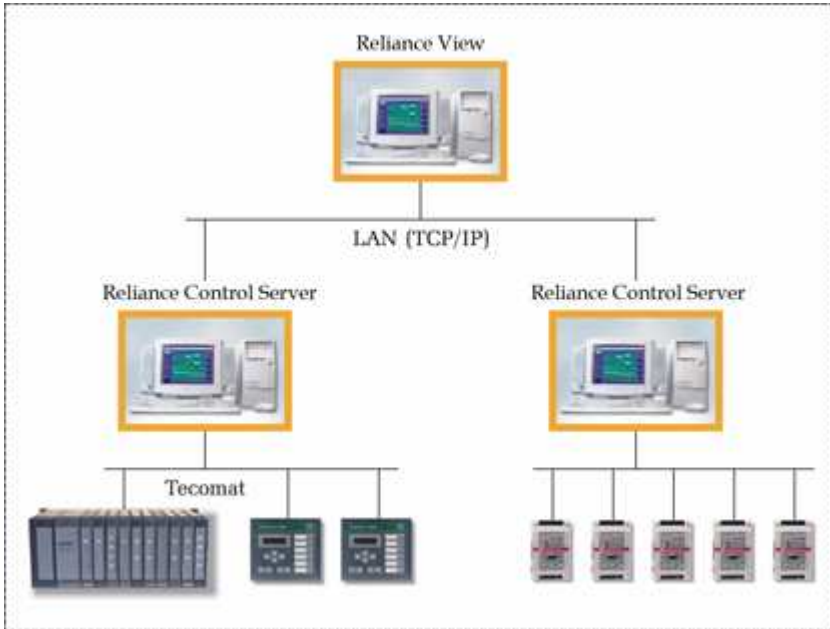 Reliance View
LAN (TCP/IP)
Reliance Control Server
Reliance Control Server
Tecomat